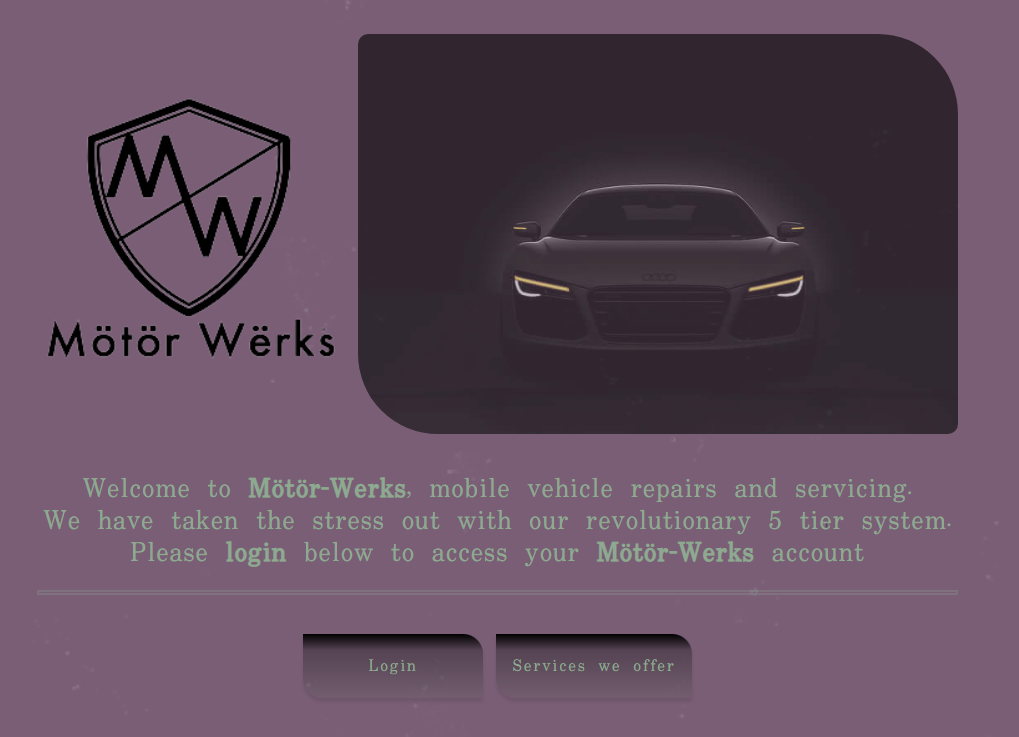 MW
Mötör Wërks
Welcome to Mötör-Werks, mobile vehicle repairs and servicing.
We have taken the stress out with our revolutionary 5 tier system.
Please login below to access your Mötör-Werks account
Login
Services we offer